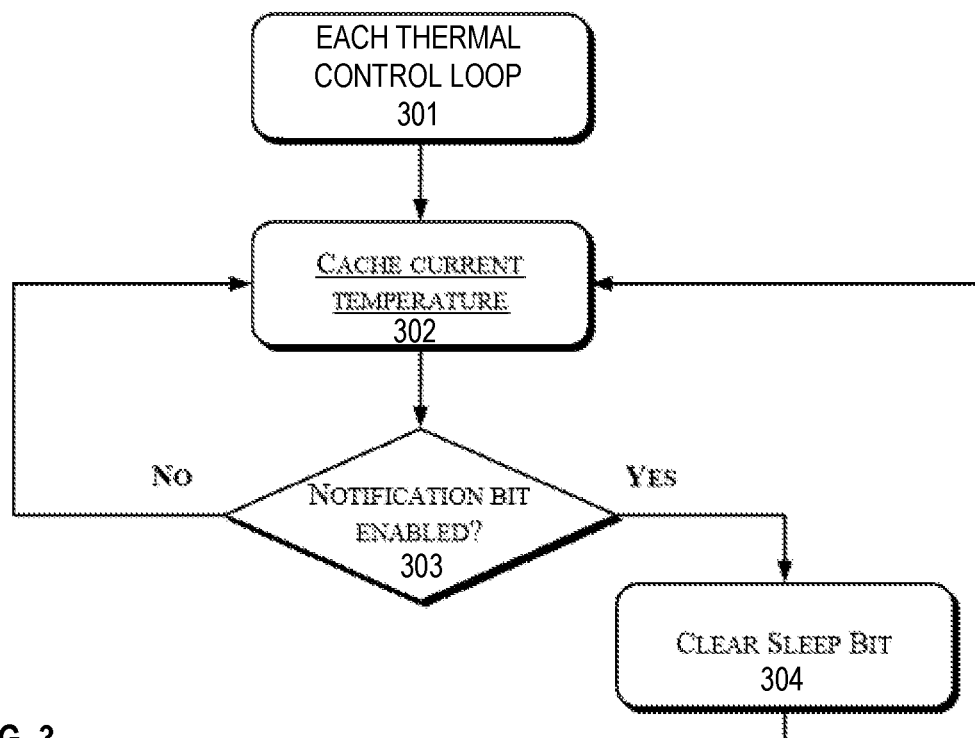 EACH THERMAL
CONTROL LOOP
301
CACHE CURRENT
TEMPERATURE
302
NO
YES
NOTIFICATION BIT
ENABLED?
303
CLEAR SLEEP BIT
304
G. 2